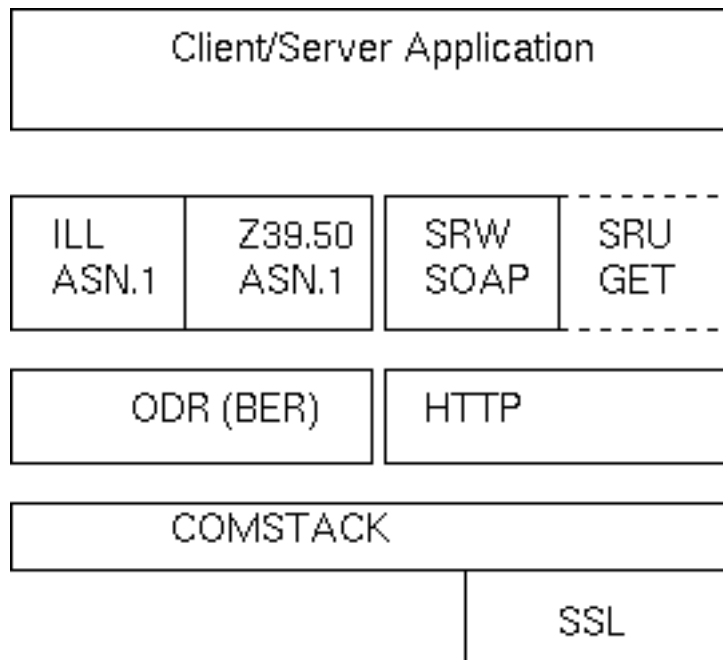 Client/Server Application
ILL
ASN.1
Z39.50
ASN.1
SRW
SOAP
SRU
GET
ODR (BER)
HTTP
COMSTACK
SSL